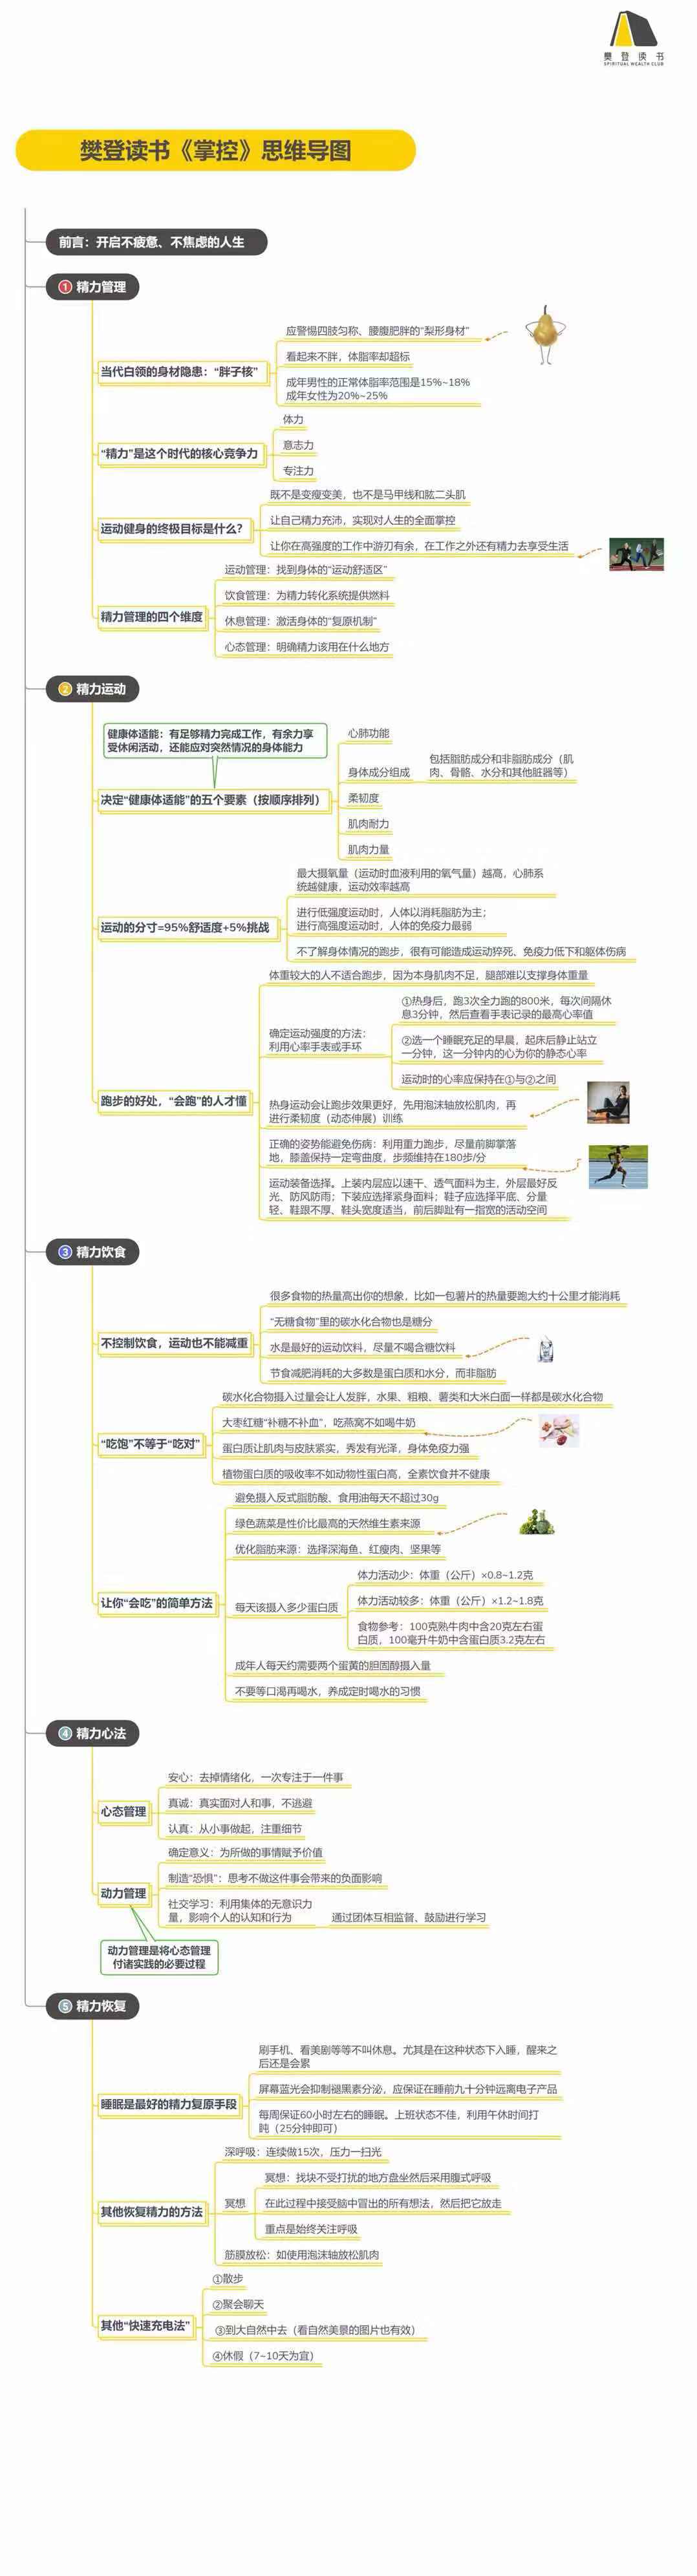 樊登读书
SPIRITUAL WEALTH CLUB
樊登读书《掌控》思维导图
前言：开启不疲惫、不焦虑的人生
① 精力管理
当代白领的身材隐患：“胖子核”
应警惕四肢匀称、腰腹肥胖的“梨形身材”
看起来不胖，体脂率却超标
成年男性的正常体脂率范围是15%~18%
成年女性为20%~25%
“精力”是这个时代的核心竞争力
体力
意志力
专注力
运动健身的终极目标是什么？
既不是变瘦变美，也不是马甲线和肱二头肌
让自己精力充沛，实现对人生的全面掌控
让你在高强度的工作中游刃有余，在工作之外还有精力去享受生活
精力管理的四个维度
运动管理：找到身体的“运动舒适区”
饮食管理：为精力转化系统提供燃料
休息管理：激活身体的“复原机制”
心态管理：明确精力该用在什么地方
② 精力运动
健康体适能：有足够精力完成工作，有余力享
受休闲活动，还能应对突然情况的身体能力
决定“健康体适能”的五个要素（按顺序排列）
心肺功能
身体成分组成
包括脂肪成分和非脂肪成分（肌
肉、骨骼、水分和其他脏器等）
柔韧度
肌肉耐力
肌肉力量
运动的分寸=95%舒适度+5%挑战
最大摄氧量（运动时血液利用的氧气量）越高，心肺系
统越健康，运动效率越高
进行低强度运动时，人体以消耗脂肪为主；
进行高强度运动时，人体的免疫力最弱
不了解身体情况的跑步，很有可能造成运动猝死、免疫力低下和躯体伤病
跑步的好处，“会跑”的人才懂
体重较大的人不适合跑步，因为本身肌肉不足，腿部难以支撑身体重量
确定运动强度的方法：
利用心率手表或手环
①热身后，跑3次全力跑的800米，每次间隔休
息3分钟，然后查看手表记录的最高心率值
②选一个睡眠充足的早晨，起床后静止站立
一分钟，这一分钟内的心为你的静态心率
运动时的心率应保持在①与②之间
热身运动会让跑步效果更好，先用泡沫轴放松肌肉，再
进行柔韧度（动态伸展）训练
正确的姿势能避免伤病：利用重力跑步，尽量前脚掌落
地，膝盖保持一定弯曲度，步频维持在180步/分
运动装备选择。上装内层应以速干、透气面料为主，外层最好反
光、防风防雨；下装应选择紧身面料；鞋子应选择平底、分量
轻、鞋跟不厚、鞋头宽度适当，前后脚趾有一指宽的活动空间
③ 精力饮食
不控制饮食，运动也不能减重
很多食物的热量高出你的想象，比如一包薯片的热量要跑大约十公里才能消耗
“无糖食物”里的碳水化合物也是糖分
水是最好的运动饮料，尽量不喝含糖饮料
节食减肥消耗的大多数是蛋白质和水分，而非脂肪
“吃饱”不等于“吃对”
碳水化合物摄入过量会让人发胖，水果、粗粮、薯类和大米白面一样都是碳水化合物
大枣红糖“补糖不补血”，吃燕窝不如喝牛奶
蛋白质让肌肉与皮肤紧实，秀发有光泽，身体免疫力强
植物蛋白质的吸收率不如动物性蛋白高，全素饮食并不健康
让你“会吃”的简单方法
避免摄入反式脂肪酸、食用油每天不超过30g
绿色蔬菜是性价比最高的天然维生素来源
优化脂肪来源：选择深海鱼、红瘦肉、坚果等
每天该摄入多少蛋白质
体力活动少：体重（公斤）×0.8~1.2克
体力活动较多：体重（公斤）×1.2~1.8克
食物参考：100克熟牛肉中含20克左右蛋
白质，100毫升牛奶中含蛋白质3.2克左右
成年人每天约需要两个蛋黄的胆固醇摄入量
不要等口渴再喝水，养成定时喝水的习惯
④ 精力心法
心态管理
安心：去掉情绪化，一次专注于一件事
真诚：真实面对人和事，不逃避
认真：从小事做起，注重细节
动力管理
确定意义：为所做的事情赋予价值
制造“恐惧”：思考不做这件事会带来的负面影响
社交学习：利用集体的无意识力
量，影响个人的认知和行为
通过团体互相监督、鼓励进行学习
动力管理是将心态管理
付诸实践的必要过程
⑤ 精力恢复
睡眠是最好的精力复原手段
刷手机、看美剧等等不叫休息。尤其是在这种状态下入睡，醒来之
后还是会累
屏幕蓝光会抑制褪黑素分泌，应保证在睡前九十分钟远离电子产品
每周保证60小时左右的睡眠。上班状态不佳，利用午休时间打
盹（25分钟即可）
其他恢复精力的方法
深呼吸：连续做15次，压力一扫光
冥想
冥想：找块不受打扰的地方盘坐然后采用腹式呼吸
在此过程中接受脑中冒出的所有想法，然后把它放走
重点是始终关注呼吸
筋膜放松：如使用泡沫轴放松肌肉
其他“快速充电法”
①散步
②聚会聊天
③到大自然中去（看自然美景的图片也有效）
④休假（7~10天为宜）